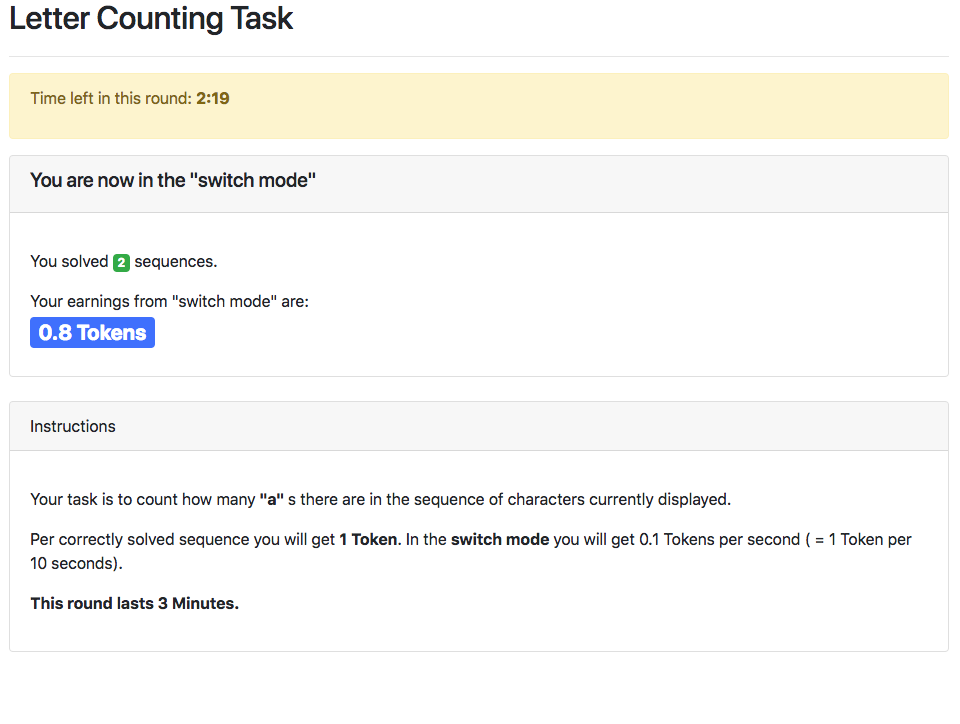 Letter Counting Task
Time left in this round: 2:19
You are now in the "switch mode"
You solved 2 sequences.
Your earnings from "switch mode" are:
0.8 Tokens
Instructions
Your task is to count how many "a" s there are in the sequence of characters currently displayed.
Per correctly solved sequence you will get 1 Token. In the switch mode you will get 0.1 Tokens per second ( = 1 Token per
10 seconds).
This round lasts 3 Minutes.